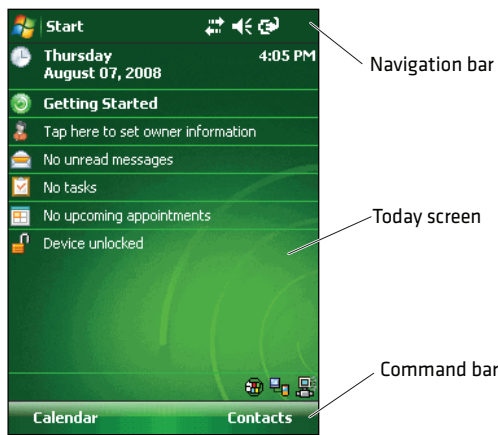 Start
Thursday 4:05 PM
August 07, 2008
Getting Started
Tap here to set owner information
No unread messages
No tasks
No upcoming appointments
Device unlocked
Calendar Contacts
Navigation bar
Today screen
Command bar